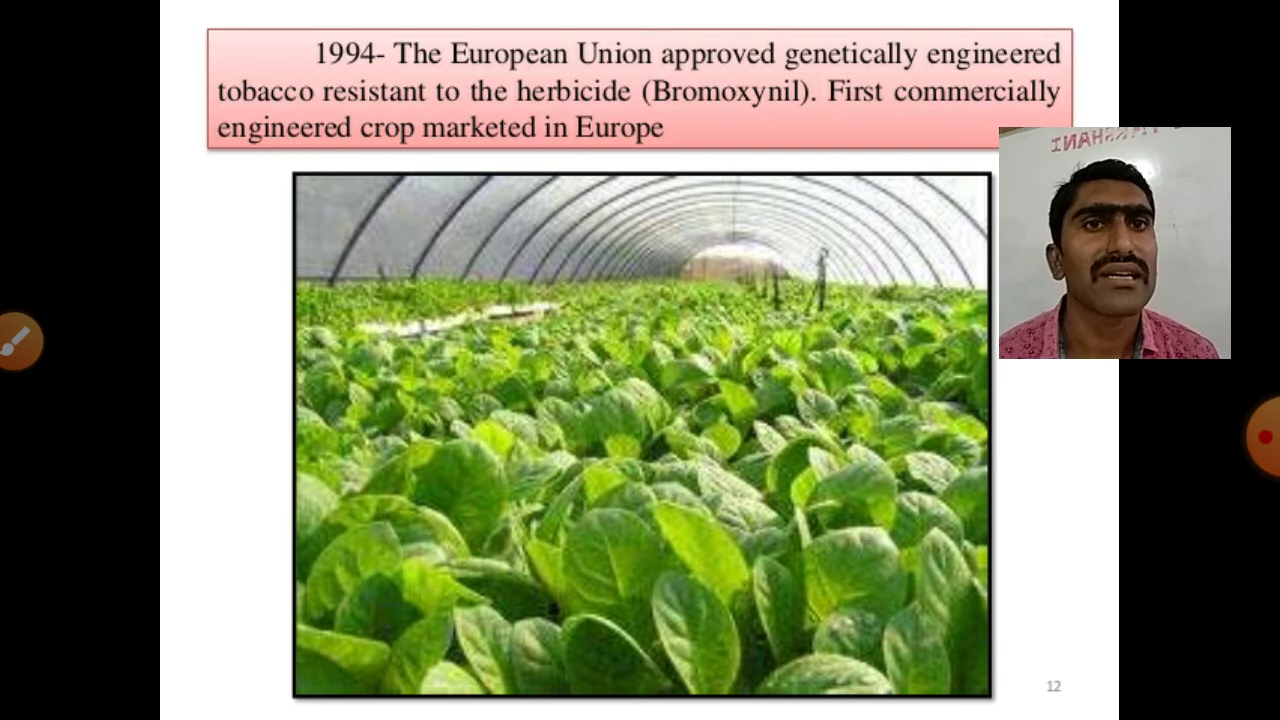 1994- The European Union approved genetically engineered
tobacco resistant to the herbicide (Bromoxynil). First commercially
engineered crop marketed in Europe
12